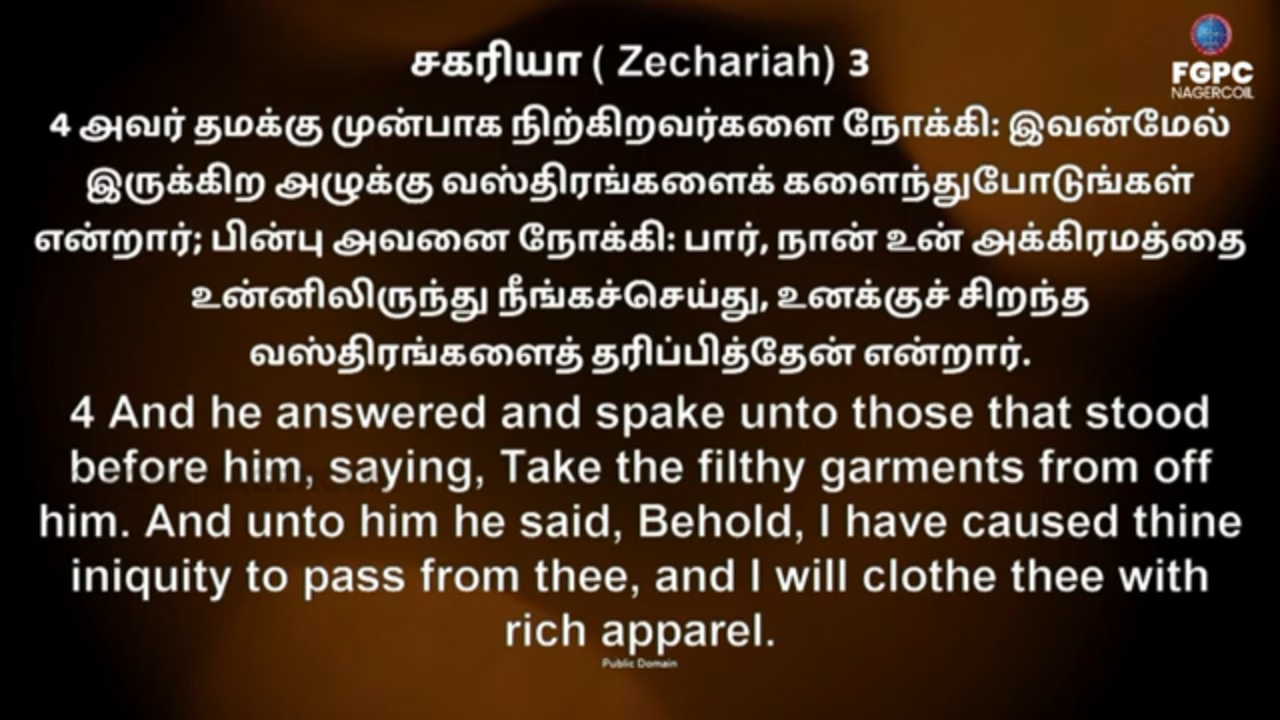 சகரியா ( Zechariah) 3
FGPC
NAGERCOIL
4 அவர் தமக்கு முன்பாக நிற்கிறவர்களை நோக்கி: இவன்மேல்
இருக்கிற அழுக்கு வஸ்திரங்களைக் களைந்துபோடுங்கள்
என்றார்; பின்பு அவனை நோக்கி: பார், நான் உன் அக்கிரமத்தை
உன்னிலிருந்து நீங்கச்செய்து, உனக்குச் சிறந்த
வஸ்திரங்களைத் தரிப்பித்தேன் என்றார்.
4 And he answered and spake unto those that stood
before him, saying, Take the filthy garments from off
him. And unto him he said, Behold, I have caused thine
iniquity to pass from thee, and I will clothe thee with
rich apparel.
Public Domain